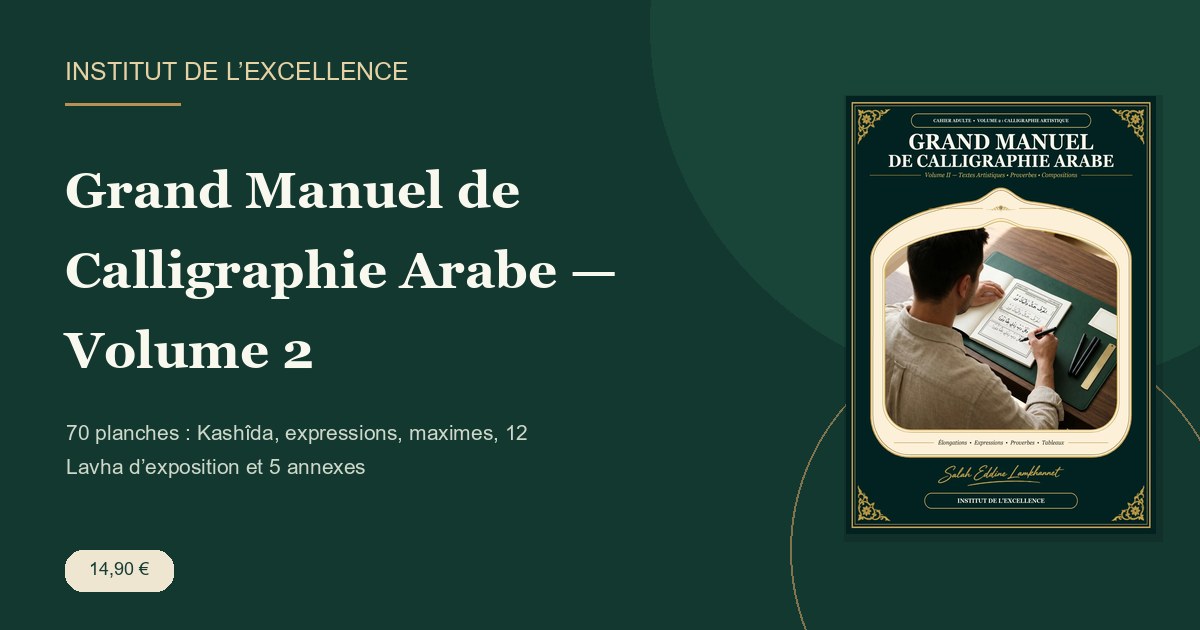 INSTITUT DE L’EXCELLENCE
Grand Manuel de
Calligraphie Arabe —
Volume 2
70 planches : Kashîda, expressions, maximes, 12
Lavha d’exposition et 5 annexes
14,90 €
CAHIER ADULTE • VOLUME 2 : CALLIGRAPHIE ARTISTIQUE
GRAND MANUEL
DE CALLIGRAPHIE ARABE
Volume II — Textes Artistiques • Proverbes • Compositions
Élongations • Expressions • Proverbes • Tableaux
Salah Eddine Lamkhannet
INSTITUT DE L’EXCELLENCE